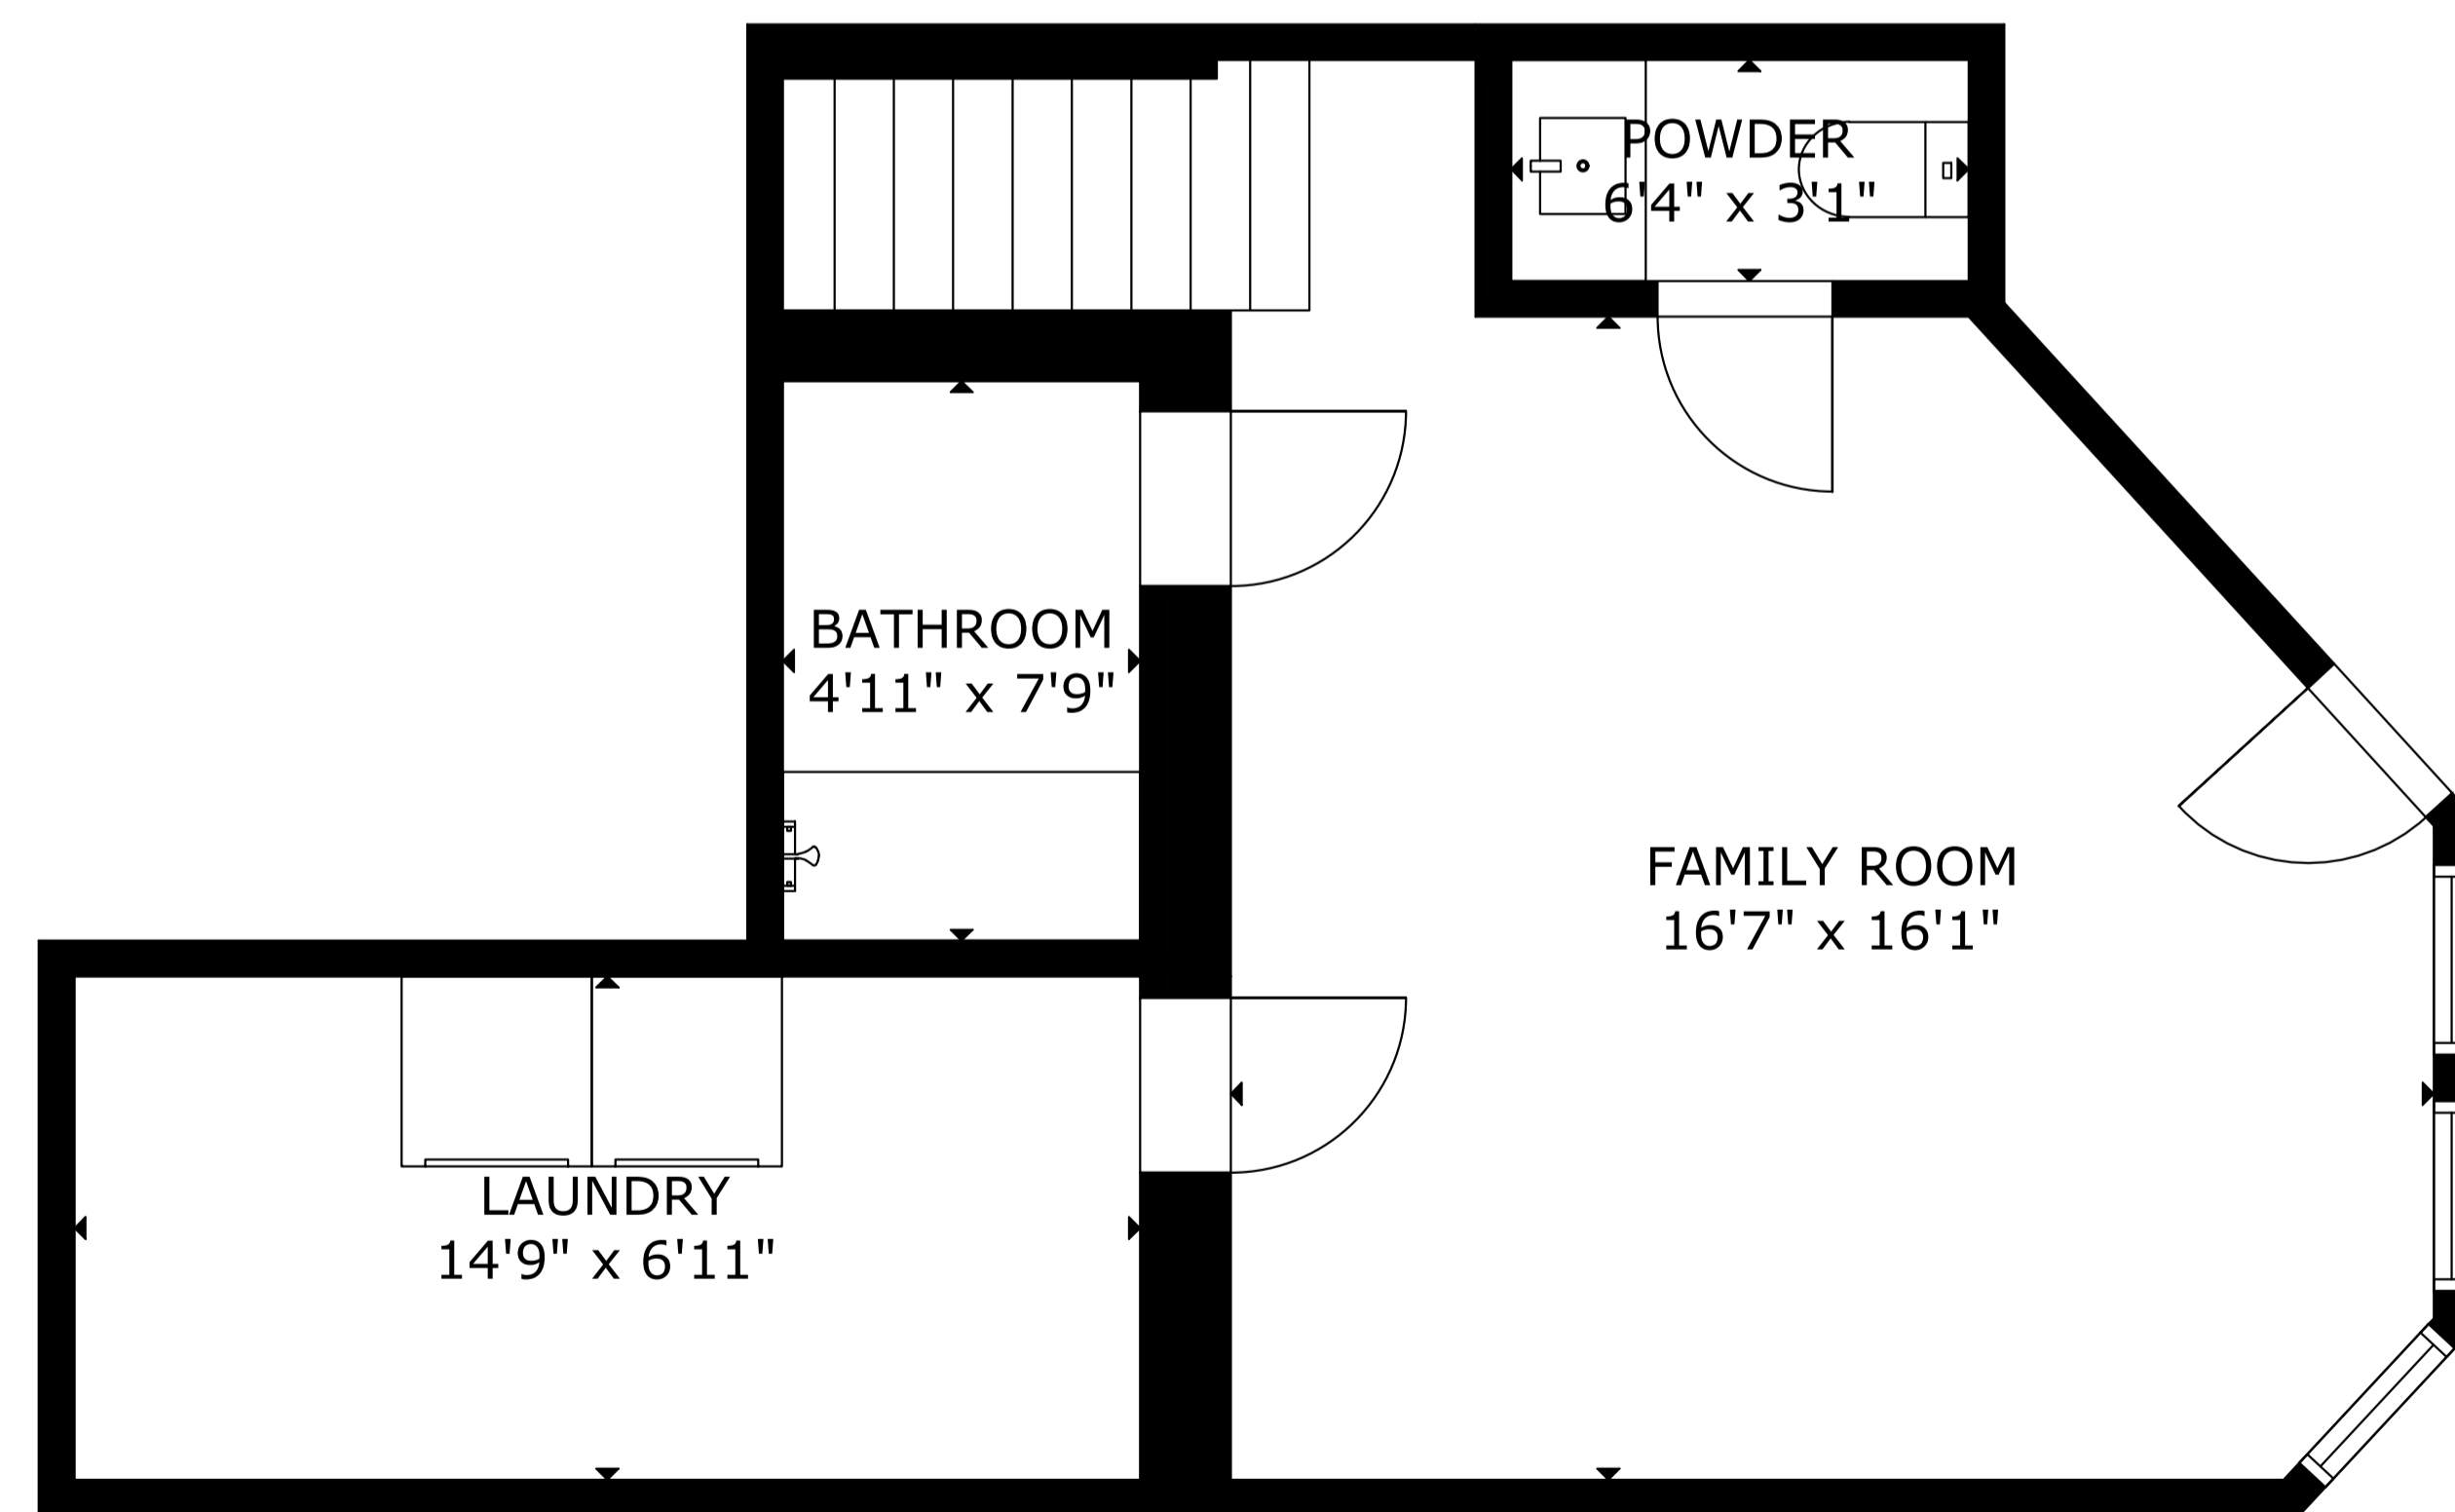 POWDER
6'4" x 3'1"
BATHROOM
4'11" x 7'9"
FAMILY ROOM
16'7" x 16'1"
LAUNDRY
14'9" x 6'11"